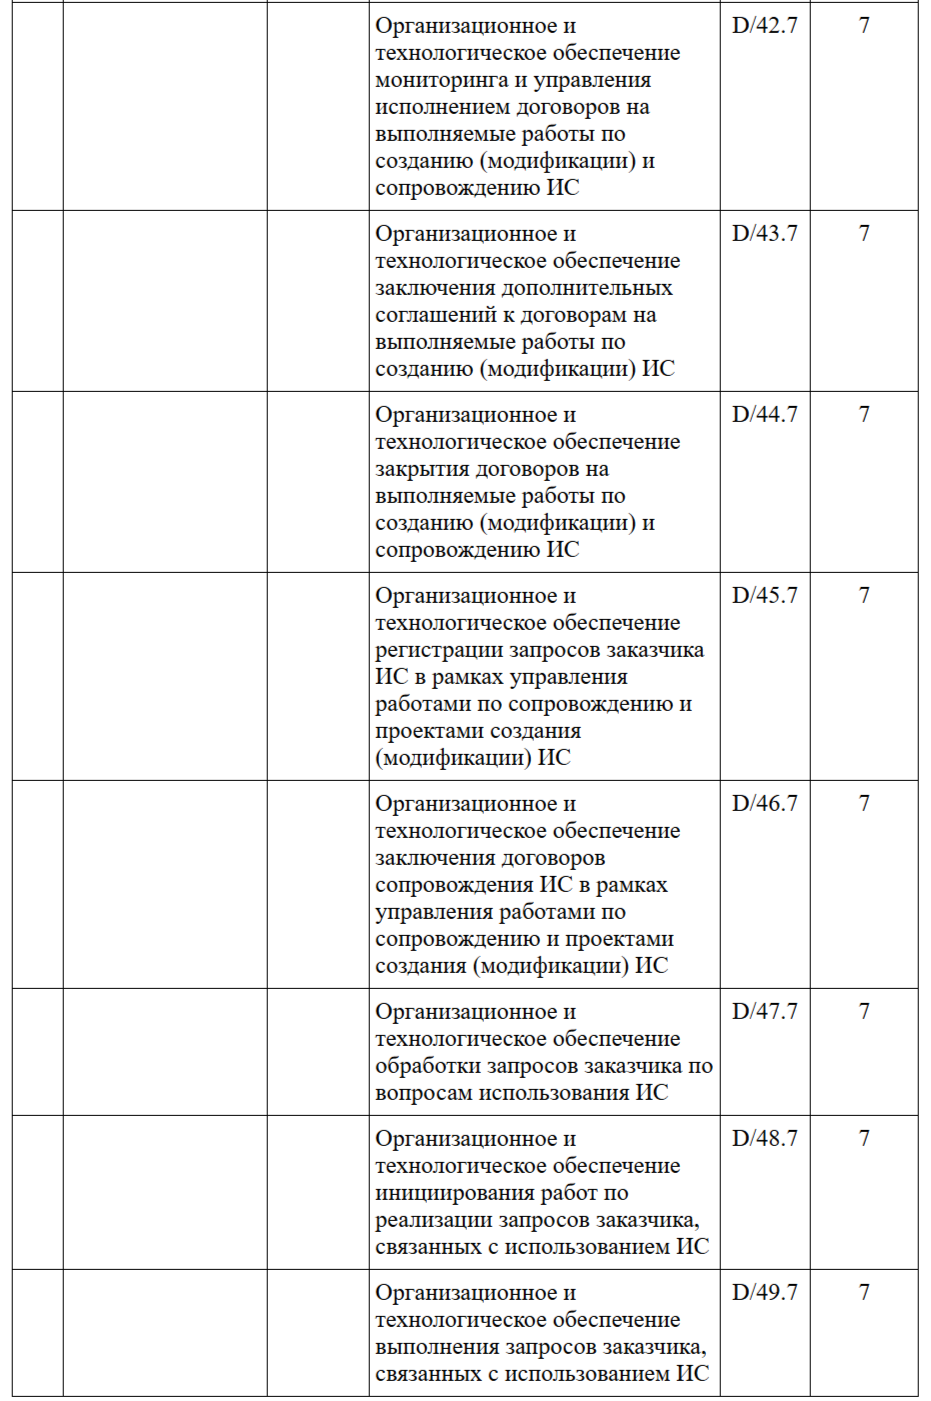 Организационное и D/42.7 7
технологическое обеспечение
мониторинга и управления
исполнением договоров на
выполняемые работы по
созданию (модификации) и
сопровождению ИС
Организационное и D/43.7 7
технологическое обеспечение
заключения дополнительных
соглашений к договорам на
выполняемые работы по
созданию (модификации) ИС
Организационное и D/44.7 7
технологическое обеспечение
закрытия договоров на
выполняемые работы по
созданию (модификации) и
сопровождению ИС
Организационное и D/45.7 7
технологическое обеспечение
регистрации запросов заказчика
ИС в рамках управления
работами по сопровождению и
проектами создания
(модификации) ИС
Организационное и D/46.7 7
технологическое обеспечение
заключения договоров
сопровождения ИС в рамках
управления работами по
сопровождению и проектами
создания (модификации) ИС
Организационное и D/47.7 7
технологическое обеспечение
обработки запросов заказчика по
вопросам использования ИС
Организационное и D/48.7 7
технологическое обеспечение
инициирования работ по
реализации запросов заказчика,
связанных с использованием ИС
Организационное и D/49.7 7
технологическое обеспечение
выполнения запросов заказчика,
связанных с использованием ИС